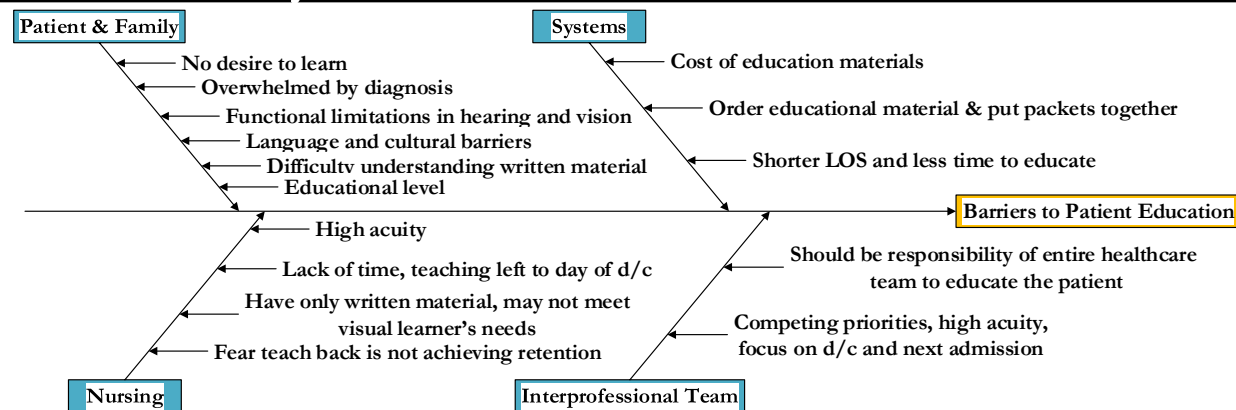 Patient & Family
No desire to learn
Overwhelmed by diagnosis
Functional limitations in hearing and vision
Language and cultural barriers
Difficulty understanding written material
Educational level
Systems
Cost of education materials
Order educational material & put packets together
Shorter LOS and less time to educate
Barriers to Patient Education
High acuity
Lack of time, teaching left to day of d/c
Have only written material, may not meet
visual learner's needs
Fear teach back is not achieving retention
Nursing
Should be responsibility of entire healthcare
team to educate the patient
Competing priorities, high acuity,
focus on d/c and next admission
Interprofessional Team